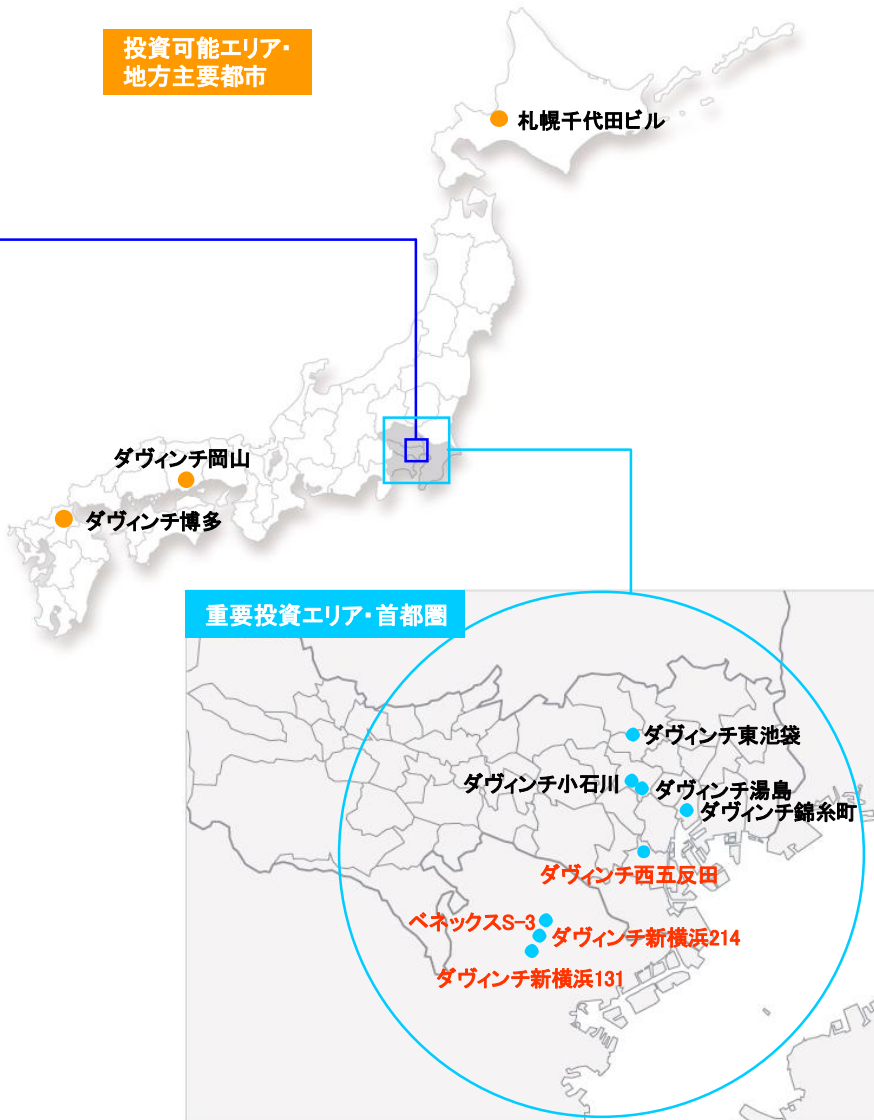 投資可能エリア・
地方主要都市
札幌千代田ビル
ダヴィンチ岡山
ダヴィンチ博多
重要投資エリア・首都圏
ダヴィンチ東池袋
ダヴィンチ小石川
ダヴィンチ湯島
ダヴィンチ錦糸町
ダヴィンチ西五反田
ベネックスS-3
ダヴィンチ新横浜214
ダヴィンチ新横浜131